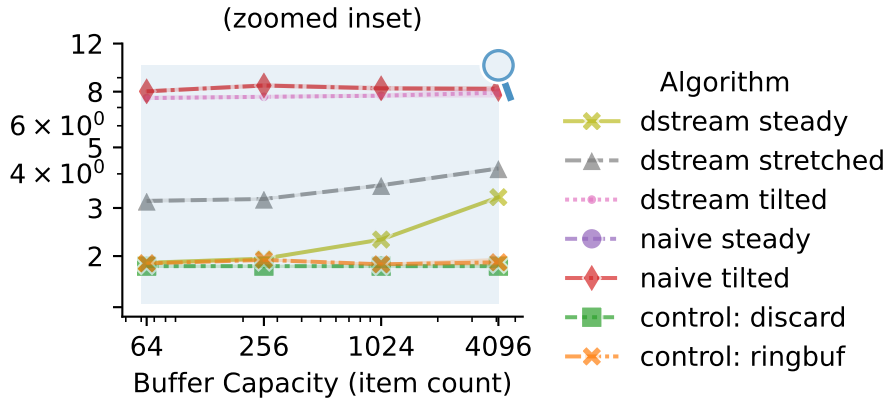 (zoomed inset)
12
8
6 × 10⁰
5
4 × 10⁰
3
2
64 256 1024 4096
Buffer Capacity (item count)
Algorithm
dstream steady
dstream stretched
dstream tilted
naive steady
naive tilted
control: discard
control: ringbuf